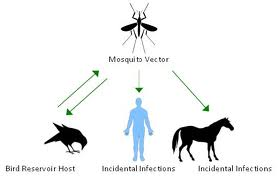 Mosquito Vector
Bird Reservoir Host
Incidental Infections
Incidental Infections